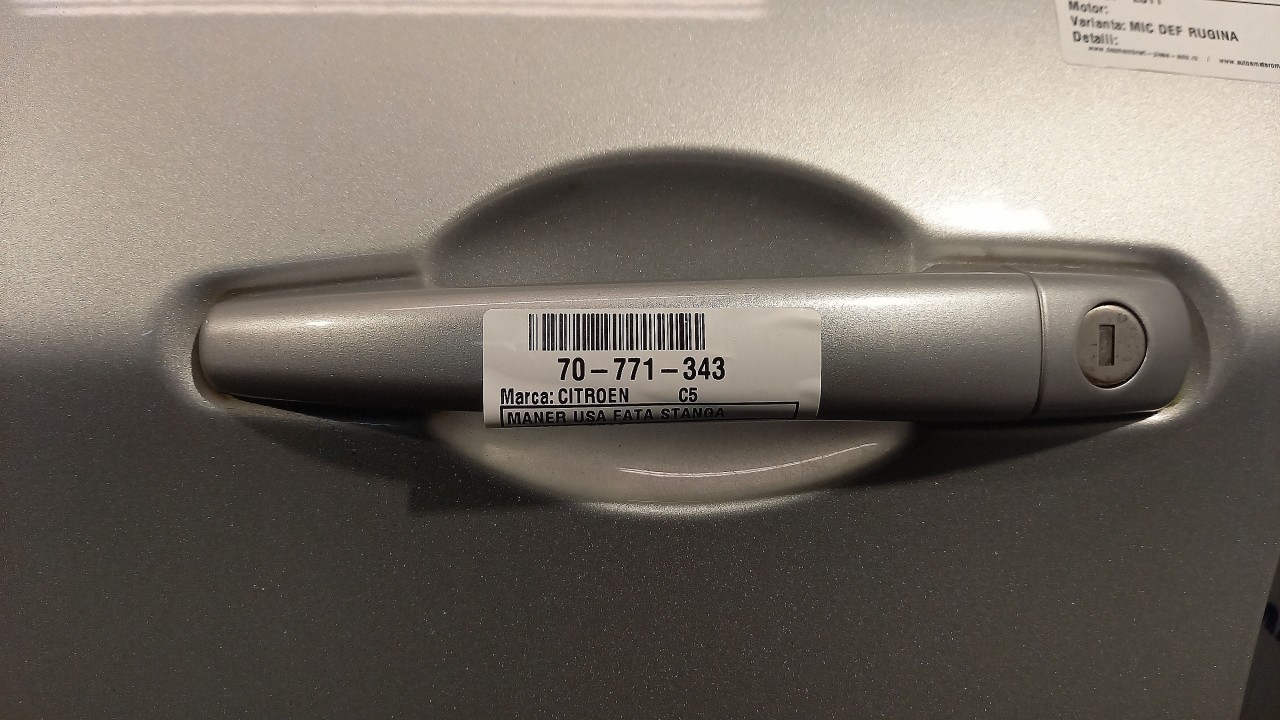 Motor:
Varianta: MIC DEF RUGINA
Detalii:
70-771-343
Marca: CITROEN C5
MANER USA FATA STANGA